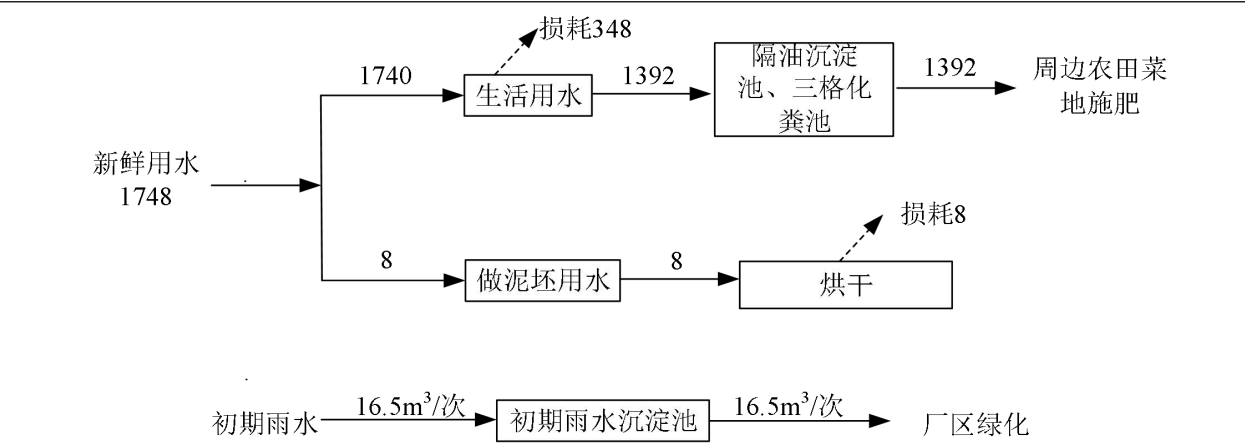 损耗348
1740
生活用水
1392
隔油沉淀
池、三格化
粪池
1392
周边农田菜
地施肥
新鲜用水
1748
损耗8
8
做泥坯用水
8
烘干
初期雨水
16.5m³/次
初期雨水沉淀池
16.5m³/次
厂区绿化